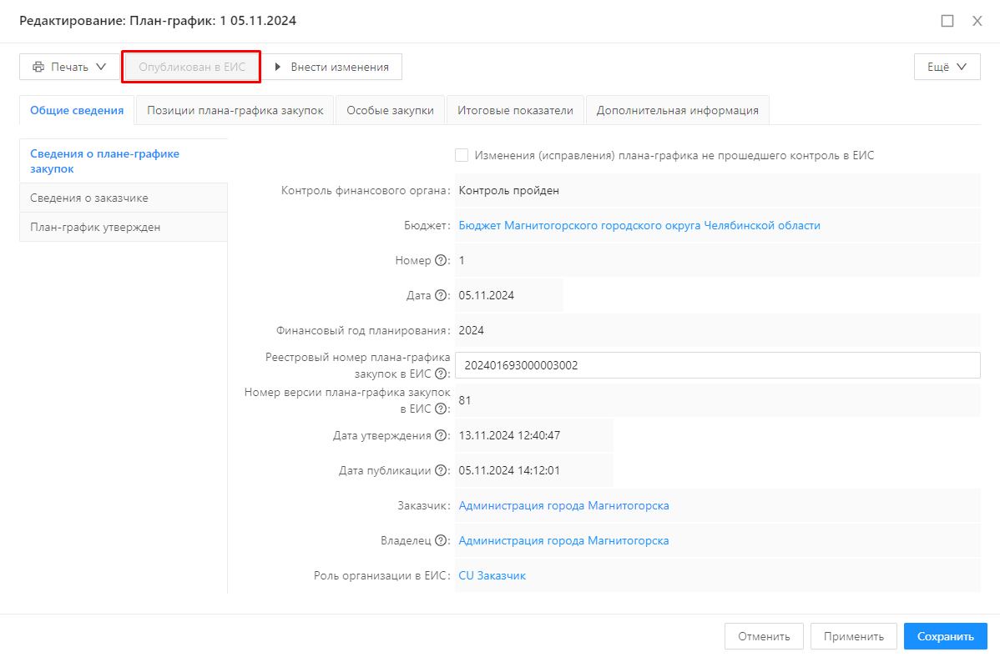 Редактирование: План-график: 1 05.11.2024
Печать
Опубликован в ЕИС
Внести изменения
Ещё
Общие сведения
Позиции плана-графика закупок
Особые закупки
Итоговые показатели
Дополнительная информация
Сведения о плане-графике
закупок
Сведения о заказчике
План-график утвержден
Изменения (исправления) плана-графика не прошедшего контроль в ЕИС
Контроль финансового органа: Контроль пройден
Бюджет: Бюджет Магнитогорского городского округа Челябинской области
Номер ?: 1
Дата ?: 05.11.2024
Финансовый год планирования: 2024
Реестровый номер плана-графика
закупок в ЕИС ?: 202401693000003002
Номер версии плана-графика закупок
в ЕИС ?: 81
Дата утверждения ?: 13.11.2024 12:40:47
Дата публикации ?: 05.11.2024 14:12:01
Заказчик: Администрация города Магнитогорска
Владелец ?: Администрация города Магнитогорска
Роль организации в ЕИС: CU Заказчик
Отменить
Применить
Сохранить